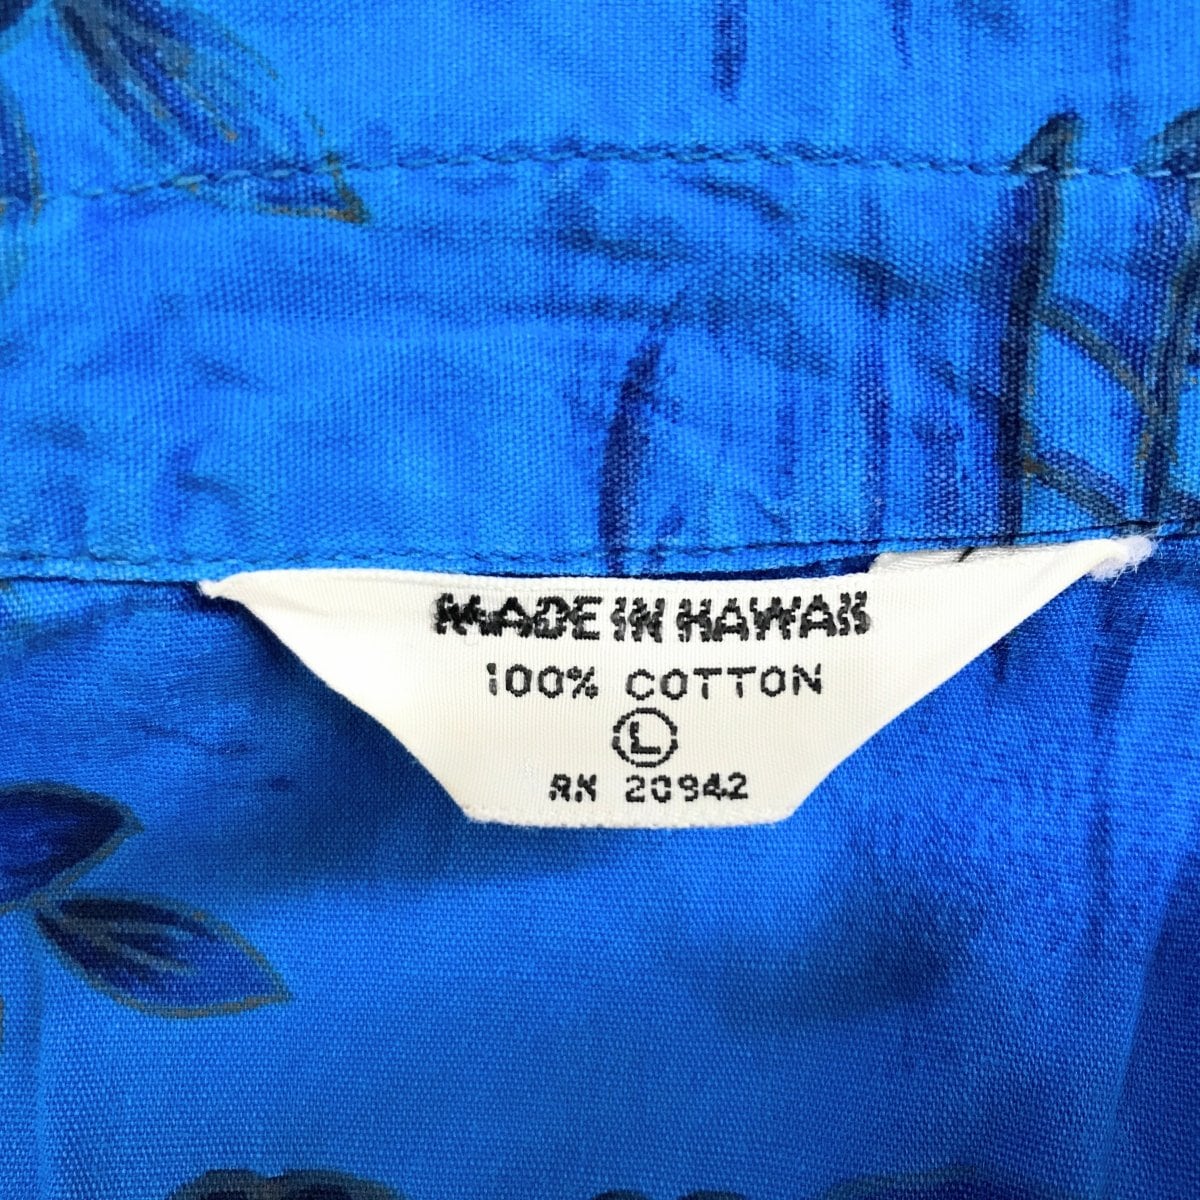 MADE IN HAWAII
100% COTTON
L
RN 20942